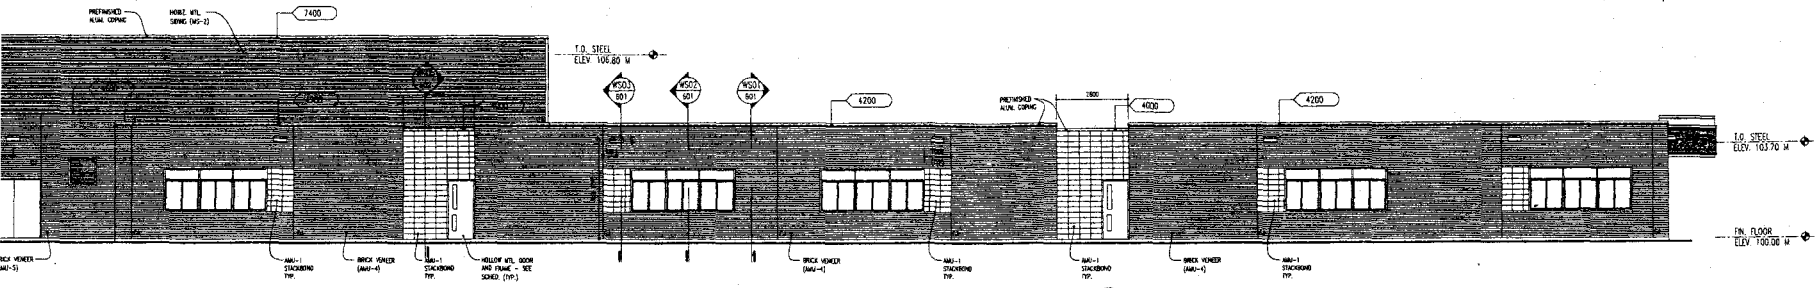 PREFINISHED
ALUM. COPING
HORIZ. MTL.
SIDING (MS-2)
7400
T.O. STEEL
ELEV. 106.80 M
WS03
601
WS02
601
WS01
601
4200
PREFINISHED
ALUM. COPING
2800
4000
4200
T.O. STEEL
ELEV. 103.70 M
FIN. FLOOR
ELEV. 100.00 M
BRICK VENEER
(AMU-5)
AMU-1
STACKBOND
TYP.
BRICK VENEER
(AMU-4)
AMU-1
STACKBOND
TYP.
HOLLOW MTL. DOOR
AND FRAME - SEE
SCHED. (TYP.)
BRICK VENEER
(AMU-4)
AMU-1
STACKBOND
TYP.
AMU-1
STACKBOND
TYP.
BRICK VENEER
(AMU-4)
AMU-1
STACKBOND
TYP.